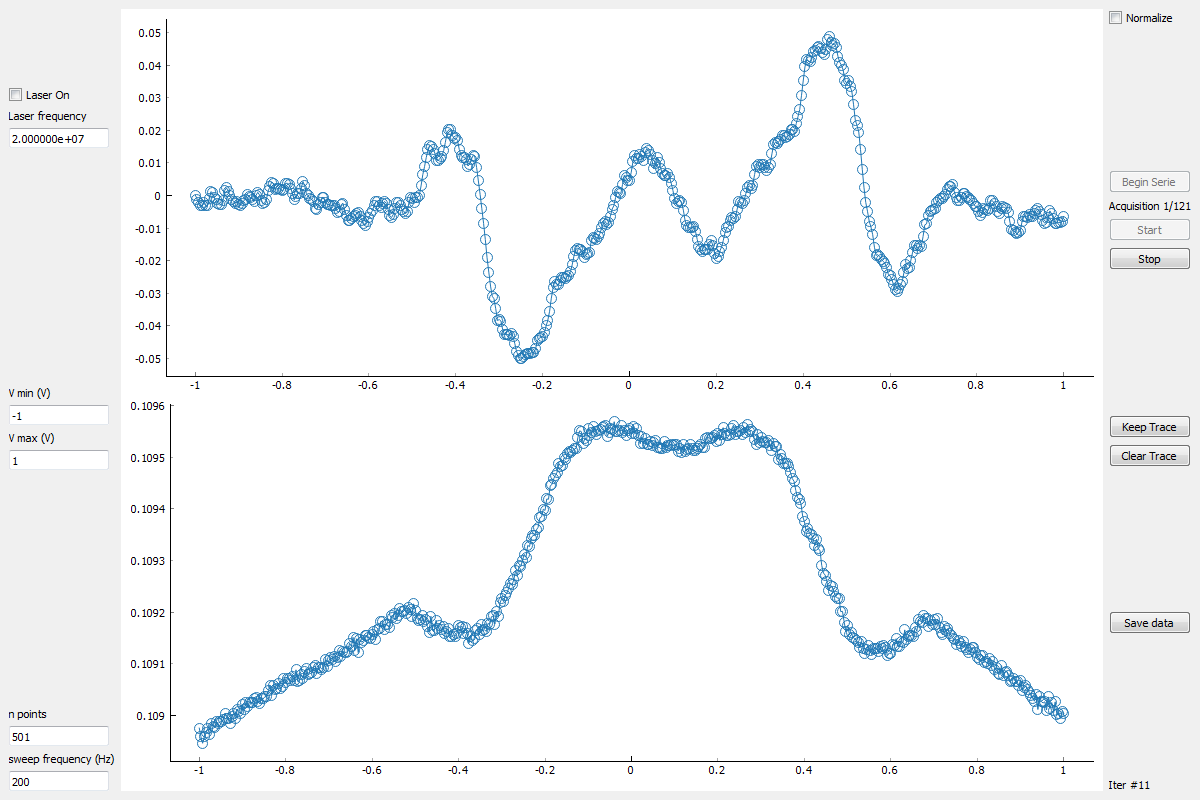 Laser On
Laser frequency
2.000000e+07
V min (V)
-1
V max (V)
1
n points
501
sweep frequency (Hz)
200
0.05
0.04
0.03
0.02
0.01
0
-0.01
-0.02
-0.03
-0.04
-0.05
-1 -0.8 -0.6 -0.4 -0.2 0 0.2 0.4 0.6 0.8 1
0.1096
0.1095
0.1094
0.1093
0.1092
0.1091
0.109
-1 -0.8 -0.6 -0.4 -0.2 0 0.2 0.4 0.6 0.8 1
Normalize
Begin Serie
Acquisition 1/121
Start
Stop
Keep Trace
Clear Trace
Save data
Iter #11